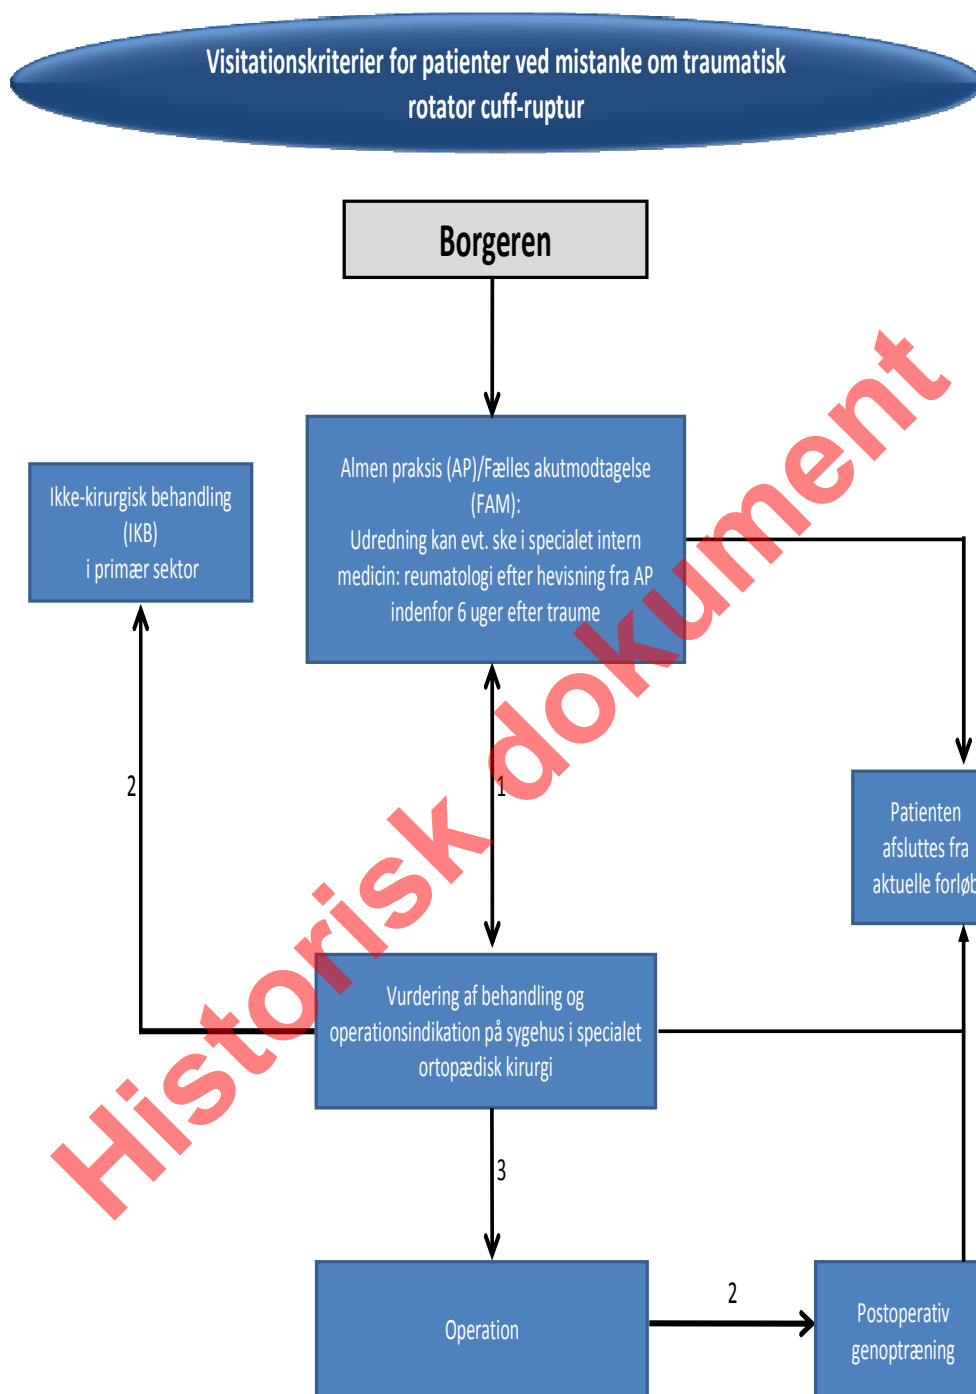 Visitationskriterier for patienter ved mistanke om traumatisk
rotator cuff-ruptur
Borgeren
Almen praksis (AP)/Fælles akutmodtagelse
(FAM):
Udredning kan evt. ske i specialet intern
medicin: reumatologi efter hevisning fra AP
indenfor 6 uger efter traume
Ikke-kirurgisk behandling
(IKB)
i primær sektor
2
1
Patienten
afsluttes fra
aktuelle forløb
Vurdering af behandling og
operationsindikation på sygehus i specialet
ortopædisk kirurgi
3
Operation
2
Postoperativ
genoptræning
Historisk dokument